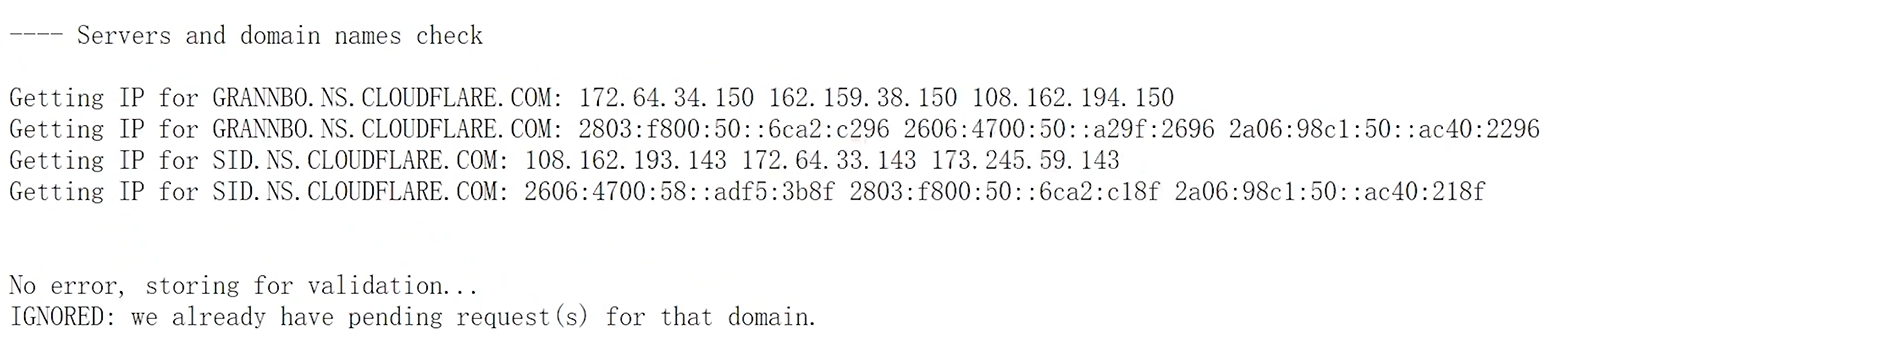 ---- Servers and domain names check
Getting IP for GRANNBO.NS.CLOUDFLARE.COM: 172.64.34.150 162.159.38.150 108.162.194.150
Getting IP for GRANNBO.NS.CLOUDFLARE.COM: 2803:f800:50::6ca2:c296 2606:4700:50::a29f:2696 2a06:98c1:50::ac40:2296
Getting IP for SID.NS.CLOUDFLARE.COM: 108.162.193.143 172.64.33.143 173.245.59.143
Getting IP for SID.NS.CLOUDFLARE.COM: 2606:4700:58::adf5:3b8f 2803:f800:50::6ca2:c18f 2a06:98c1:50::ac40:218f
No error, storing for validation...
IGNORED: we already have pending request(s) for that domain.